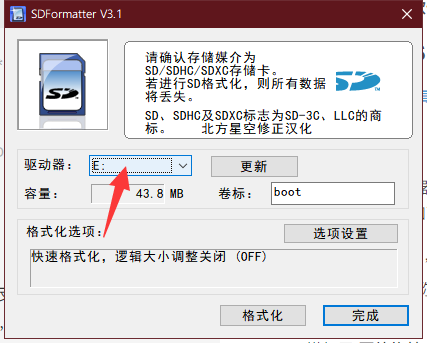 SDFormatter V3.1
请确认存储媒介为
SD/SDHC/SDXC存储卡。
若进行SD格式化，则所有数据
将丢失。
SD、SDHC及SDXC标志为SD-3C、LLC的商
标。 北方星空修正汉化
驱动器： E: 更新
容量： 43.8 MB 卷标： boot
格式化选项： 选项设置
快速格式化，逻辑大小调整关闭 (OFF)
格式化 完成